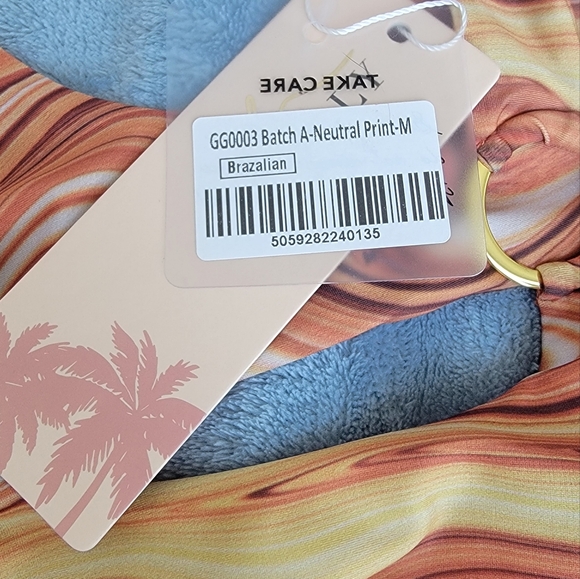 TAKE CARE
GG0003 Batch A-Neutral Print-M
Brazalian
5059282240135